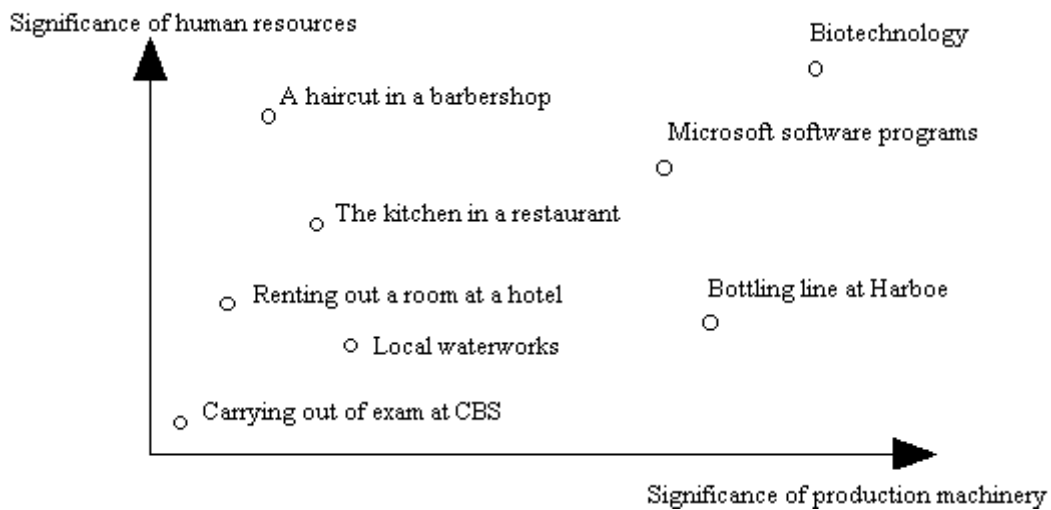 Significance of human resources
Biotechnology
A haircut in a barbershop
Microsoft software programs
The kitchen in a restaurant
Renting out a room at a hotel
Bottling line at Harboe
Local waterworks
Carrying out of exam at CBS
Significance of production machinery